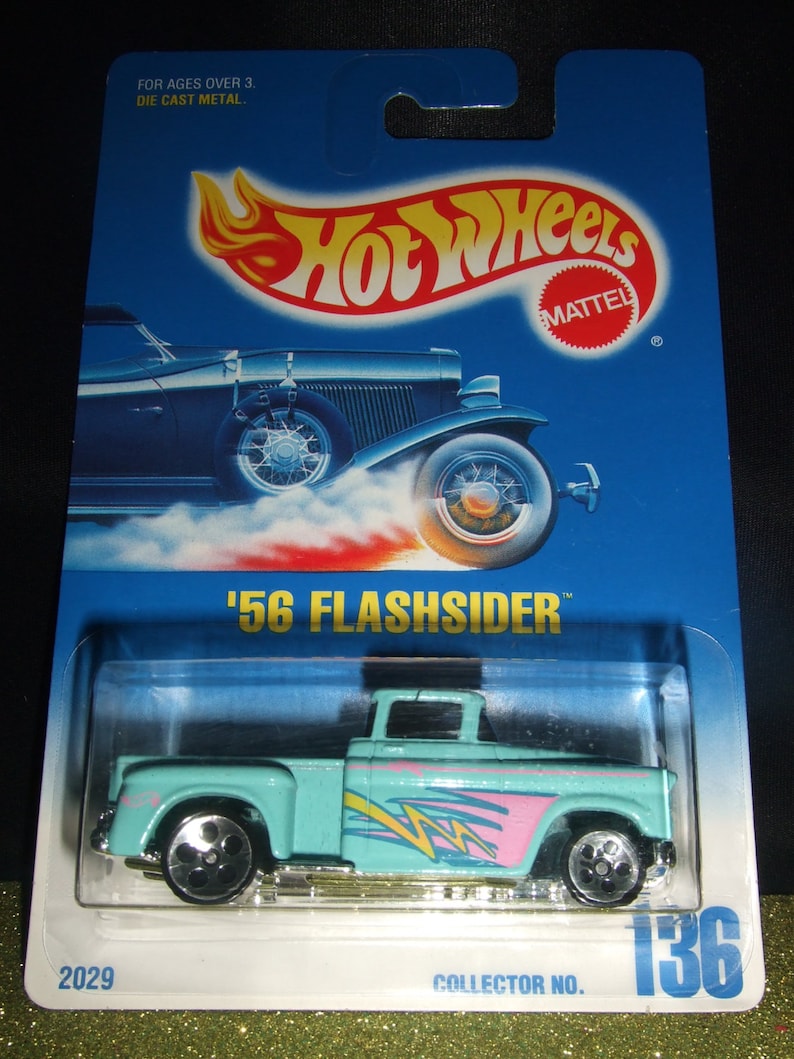 FOR AGES OVER 3.
DIE CAST METAL.
HOT WHEELS
MATTEL
®
'56 FLASHSIDER™
2029
COLLECTOR NO. 136